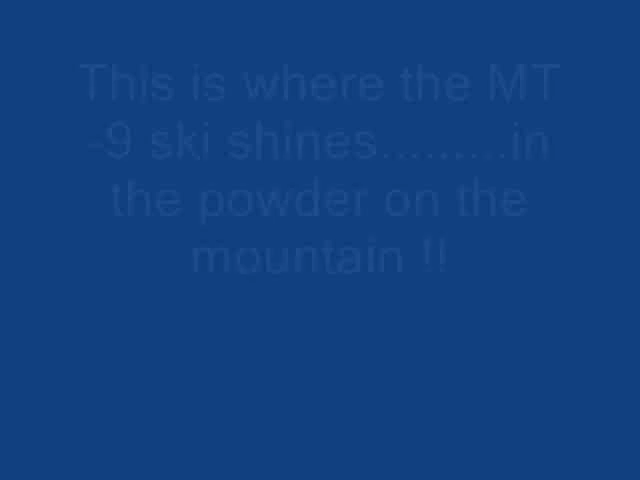 This is where the MT
-9 ski shines.........in
the powder on the
mountain !!